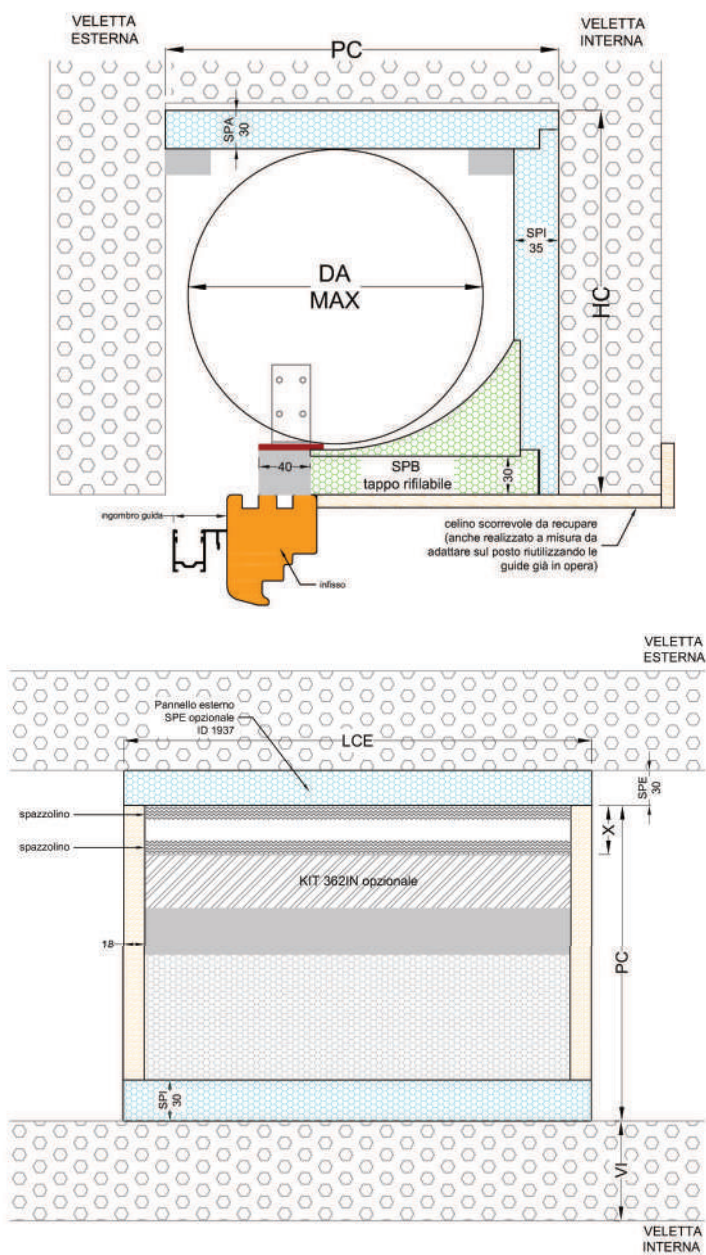 VELETTA
ESTERNA
PC
VELETTA
INTERNA
SPA
30
SPI
35
DA
MAX
HC
40
SPB
tappo rifilabile
30
ingombro guida
celino scorrevole da recupare
(anche realizzato a misura da
adattare sul posto riutilizzando le
guide già in opera)
infisso
VELETTA
ESTERNA
Pannello esterno
SPE opzionale
ID 1937
LCE
SPE
30
spazzolino
X
spazzolino
KIT 362IN opzionale
18
PC
SPI
30
VI
VELETTA
INTERNA